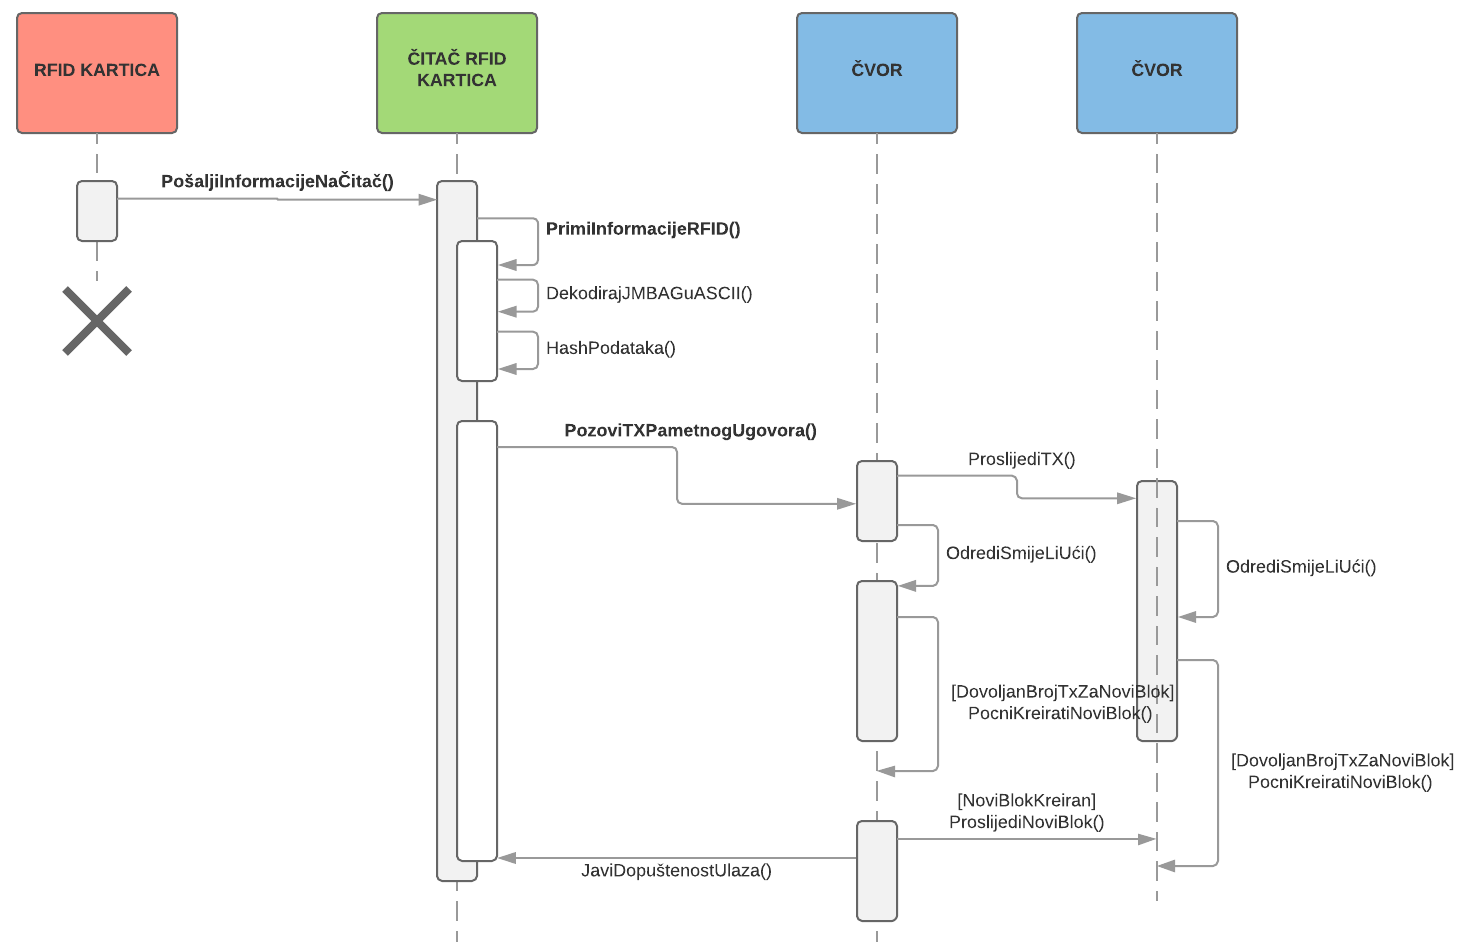 RFID KARTICA
ČITAČ RFID
KARTICA
ČVOR
ČVOR
PošaljiInformacijeNaČitač()
PrimiInformacijeRFID()
DekodirajJMBAGuASCII()
HashPodataka()
PozoviTXPametnogUgovora()
ProslijediTX()
OdrediSmijeLiUći()
OdrediSmijeLiUći()
[DovoljanBrojTxZaNoviBlok]
PocniKreiratiNoviBlok()
[DovoljanBrojTxZaNoviBlok]
PocniKreiratiNoviBlok()
[NoviBlokKreiran]
ProslijediNoviBlok()
JaviDopuštenostUlaza()